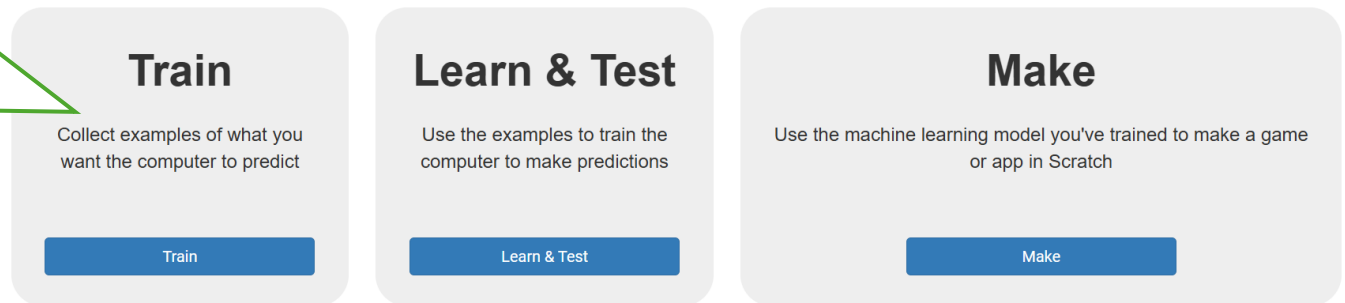 Train
Collect examples of what you
want the computer to predict
Train
Learn & Test
Use the examples to train the
computer to make predictions
Learn & Test
Make
Use the machine learning model you've trained to make a game
or app in Scratch
Make